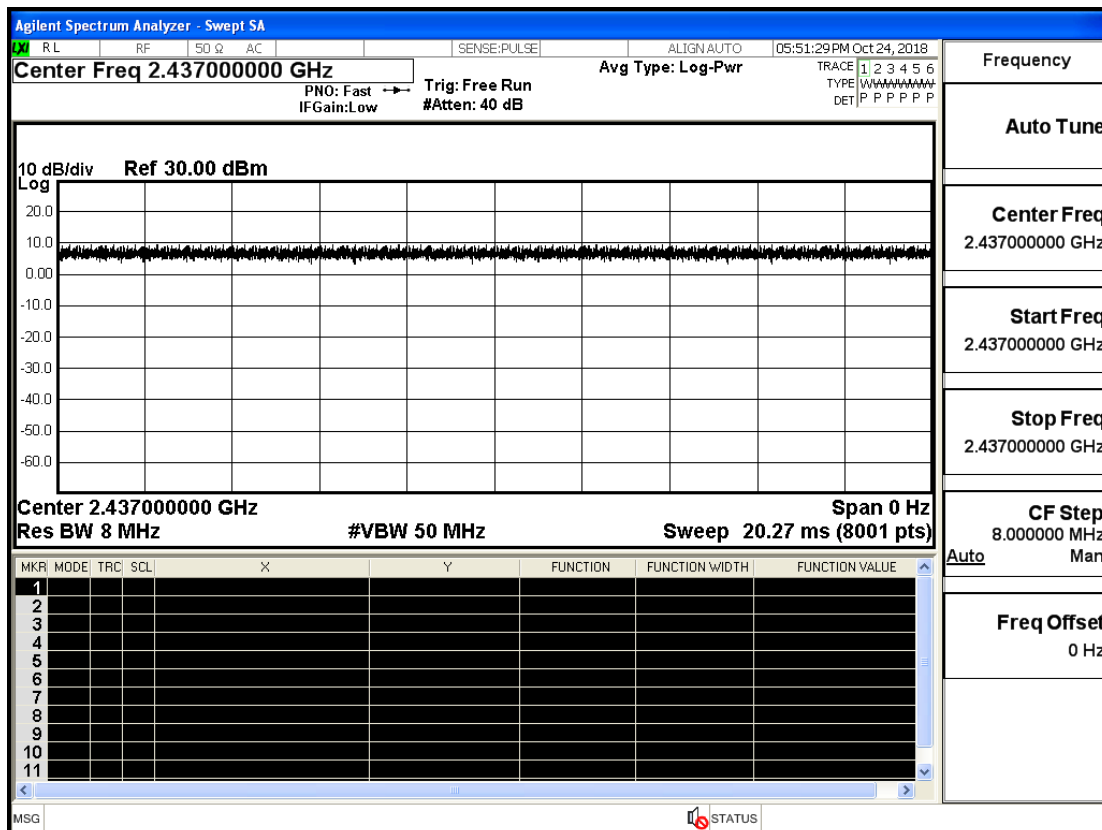 Agilent Spectrum Analyzer - Swept SA
LXI RL RF 50 Ω AC SENSE:PULSE ALIGN AUTO 05:51:29 PM Oct 24, 2018
Center Freq 2.437000000 GHz
PNO: Fast
IFGain:Low
Trig: Free Run
#Atten: 40 dB
Avg Type: Log-Pwr
TRACE 1 2 3 4 5 6
TYPE WWWWWW
DET P P P P P P
10 dB/div Ref 30.00 dBm
Log
20.0
10.0
0.00
-10.0
-20.0
-30.0
-40.0
-50.0
-60.0
Center 2.437000000 GHz Span 0 Hz
Res BW 8 MHz #VBW 50 MHz Sweep 20.27 ms (8001 pts)
MKR MODE TRC SCL X Y FUNCTION FUNCTION WIDTH FUNCTION VALUE
1
2
3
4
5
6
7
8
9
10
11
MSG STATUS
Frequency
Auto Tune
Center Freq
2.437000000 GHz
Start Freq
2.437000000 GHz
Stop Freq
2.437000000 GHz
CF Step
8.000000 MHz
Auto Man
Freq Offset
0 Hz